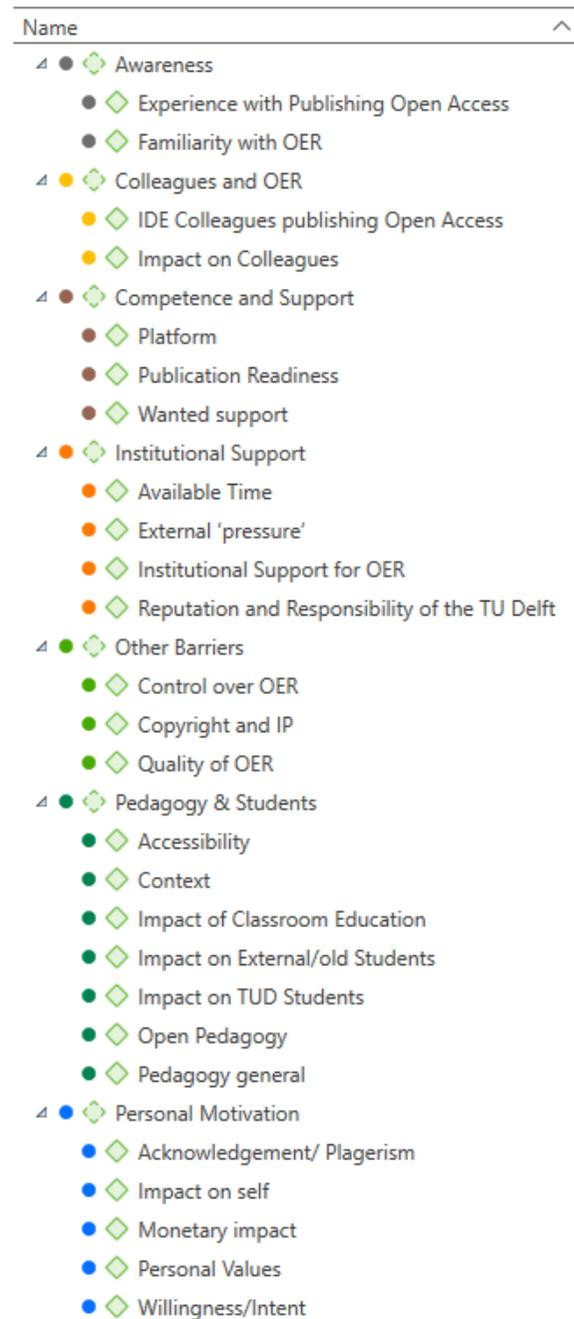 Name
Awareness
Experience with Publishing Open Access
Familiarity with OER
Colleagues and OER
IDE Colleagues publishing Open Access
Impact on Colleagues
Competence and Support
Platform
Publication Readiness
Wanted support
Institutional Support
Available Time
External ‘pressure’
Institutional Support for OER
Reputation and Responsibility of the TU Delft
Other Barriers
Control over OER
Copyright and IP
Quality of OER
Pedagogy & Students
Accessibility
Context
Impact of Classroom Education
Impact on External/old Students
Impact on TUD Students
Open Pedagogy
Pedagogy general
Personal Motivation
Acknowledgement/ Plagerism
Impact on self
Monetary impact
Personal Values
Willingness/Intent